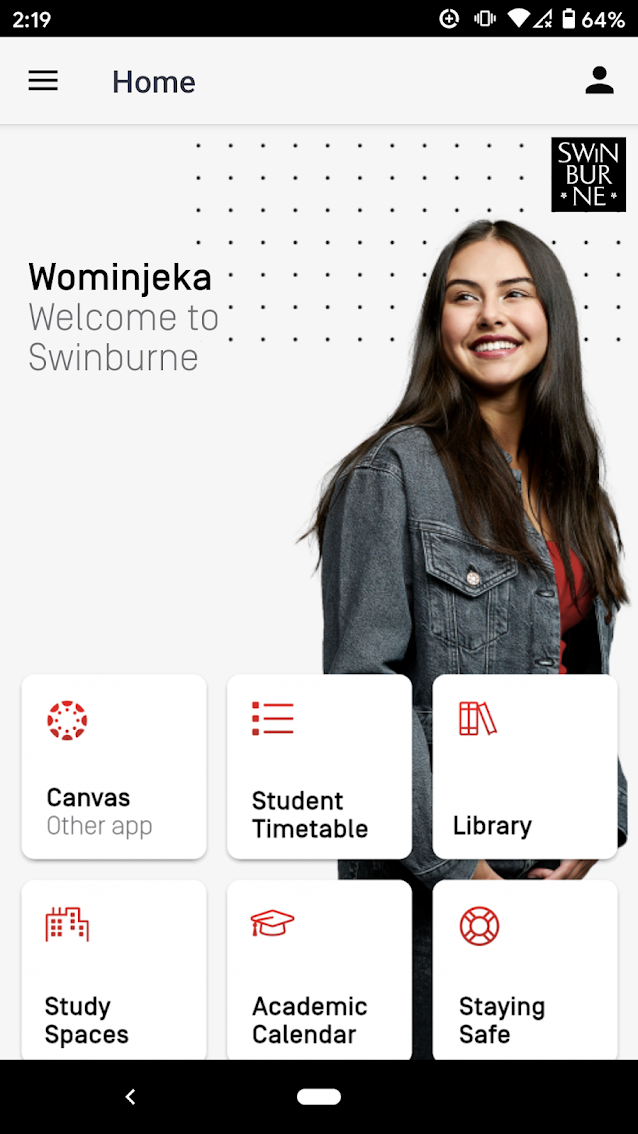 2:19
64%
Home
SWiN
BUR
NE
Wominjeka
Welcome to
Swinburne
Canvas
Other app
Student
Timetable
Library
Study
Spaces
Academic
Calendar
Staying
Safe